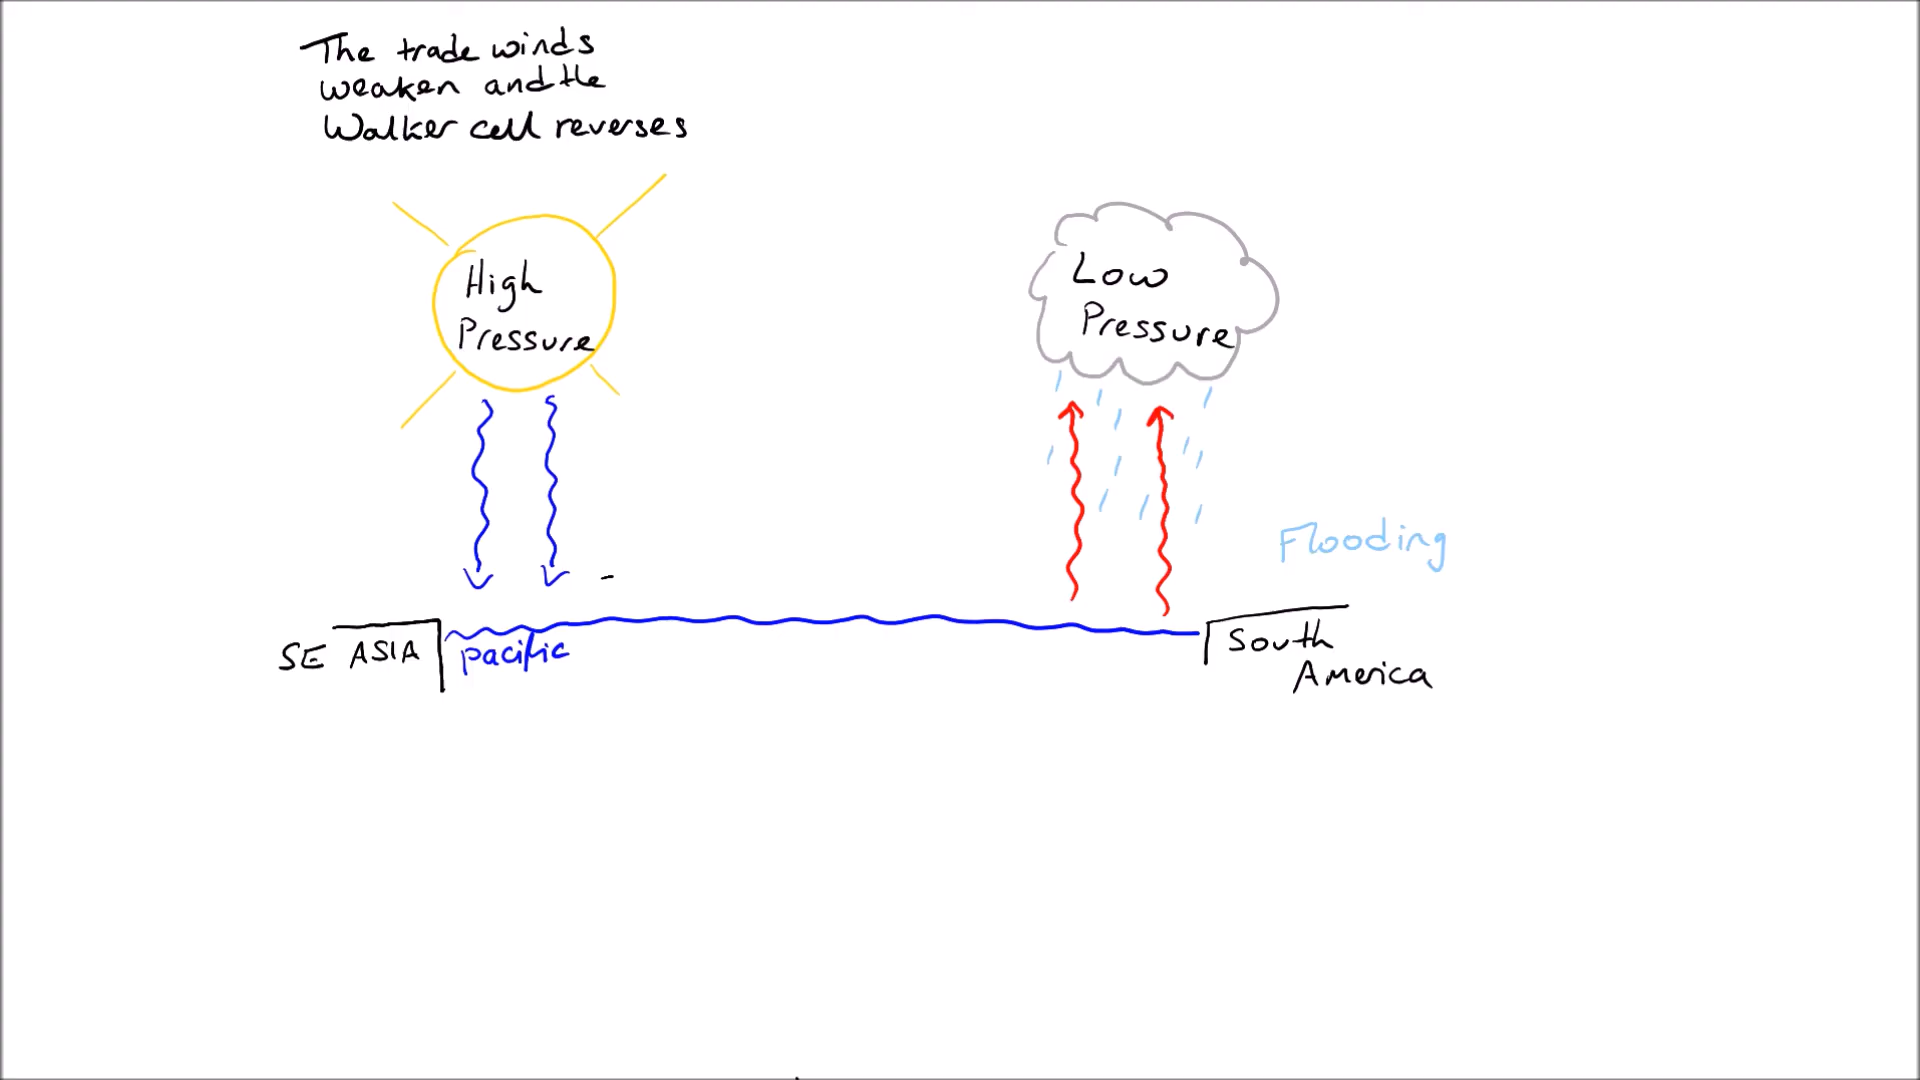 The trade winds
weaken and the
Walker cell reverses
High
Pressure
Low
Pressure
Flooding
SE ASIA
pacific
South
America